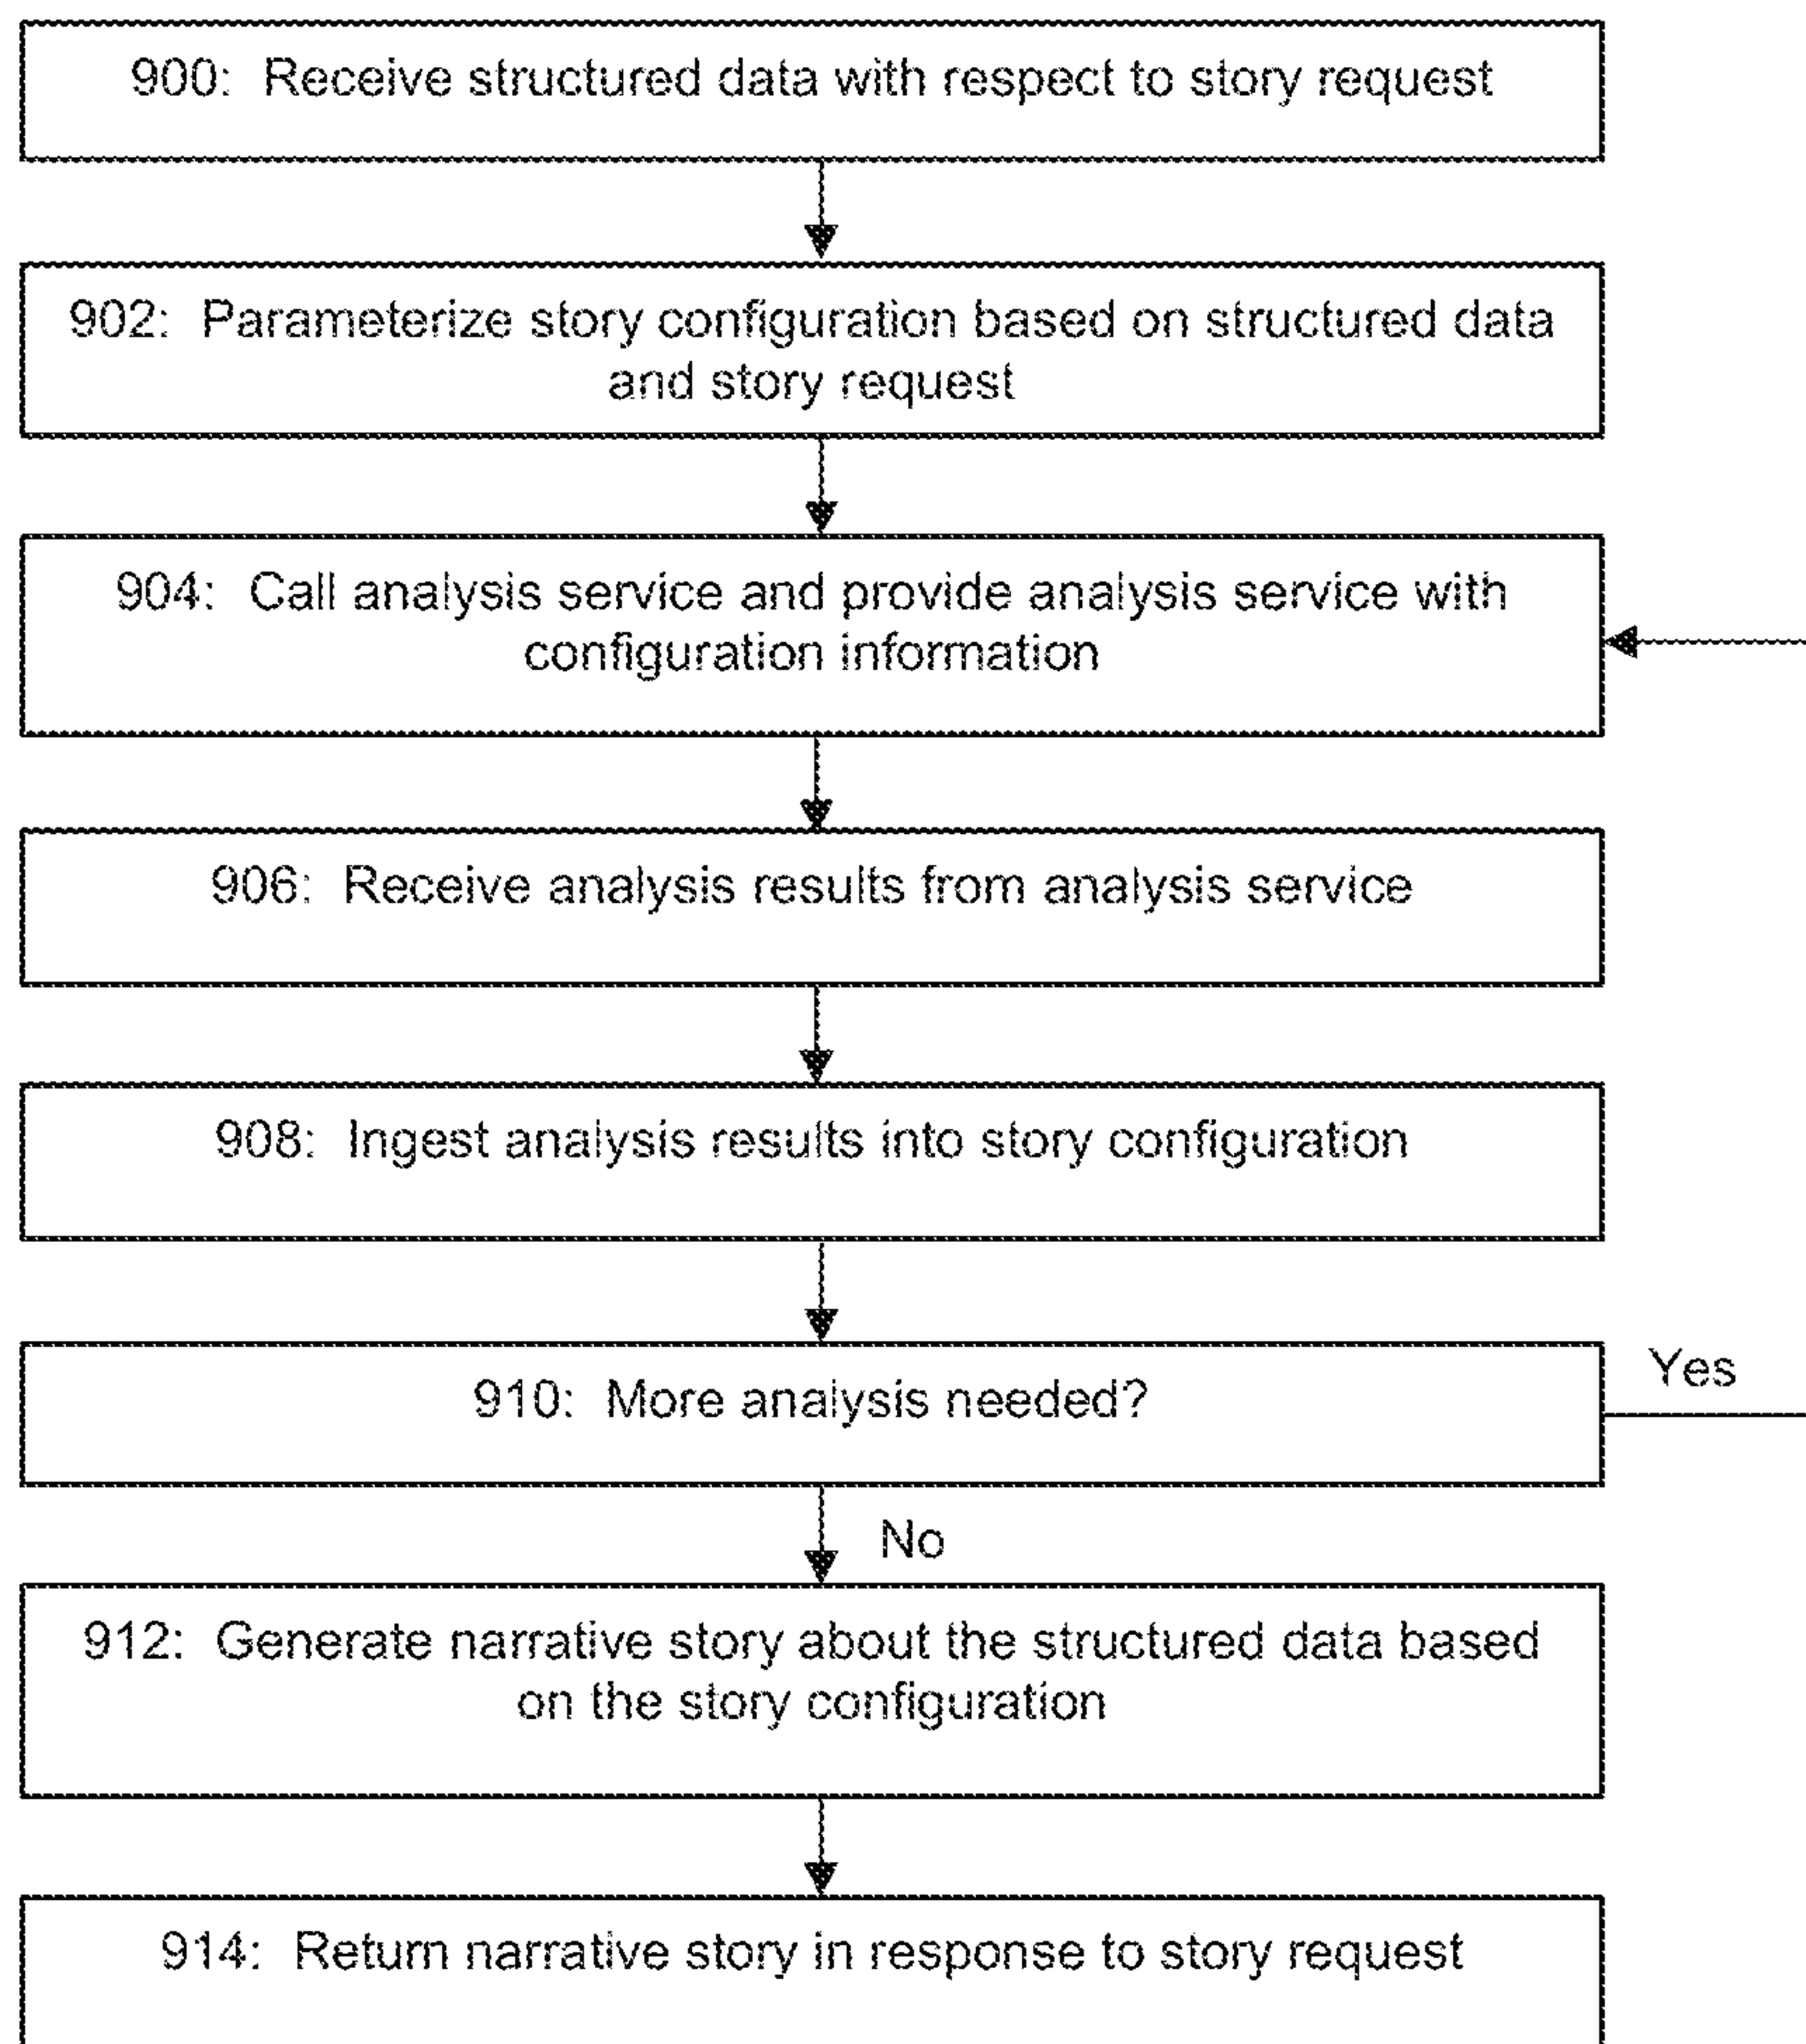 900: Receive structured data with respect to story request
902: Parameterize story configuration based on structured data
and story request
904: Call analysis service and provide analysis service with
configuration information
906: Receive analysis results from analysis service
908: Ingest analysis results into story configuration
910: More analysis needed?
Yes
No
912: Generate narrative story about the structured data based
on the story configuration
914: Return narrative story in response to story request